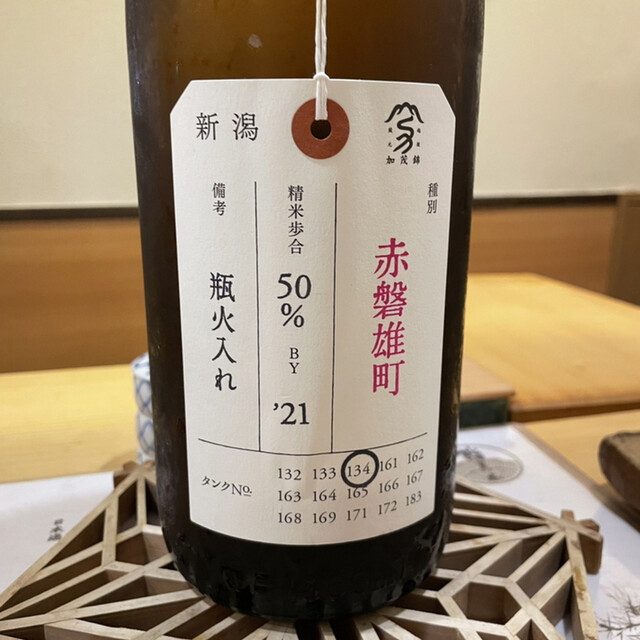 新潟
加茂錦
種別
赤磐雄町
精米歩合
50%
BY
'21
備考
瓶火入れ
タンクNo.
132 133 134 161 162
163 164 165 166 167
168 169 171 172 183